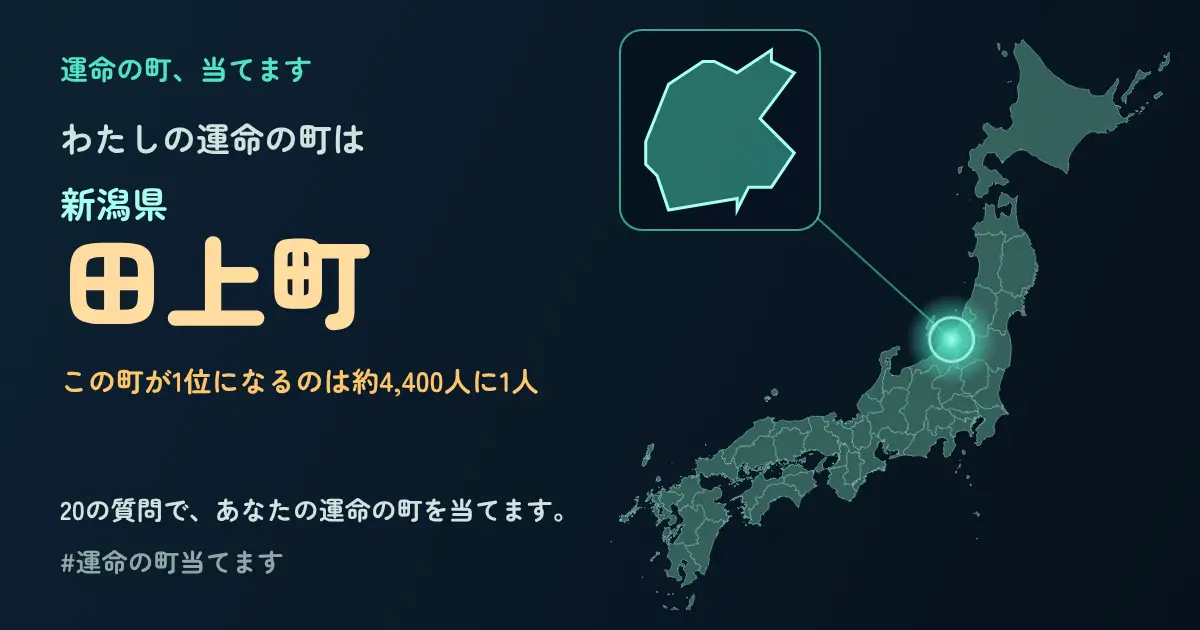 運命の町、当てます
わたしの運命の町は
新潟県
田上町
この町が1位になるのは約4,400人に1人
20の質問で、あなたの運命の町を当てます。
#運命の町当てます